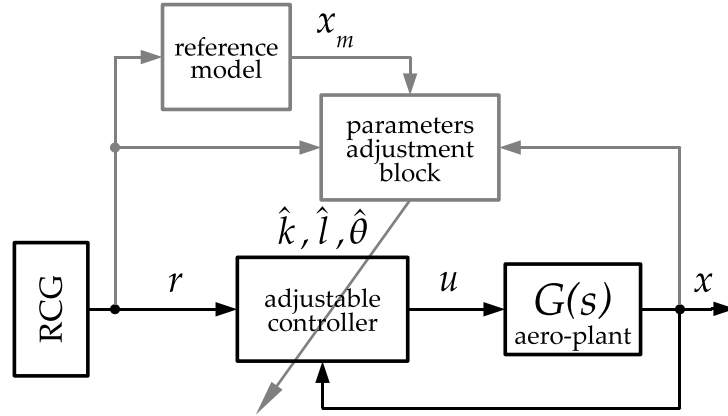 reference
model
x_m
parameters
adjustment
block
k̂, l̂, θ̂
RCG
r
adjustable
controller
u
G(s)
aero-plant
x